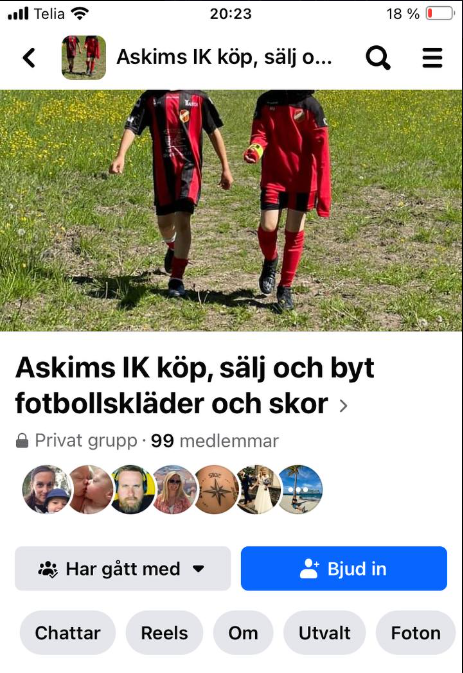 Telia
20:23
18 %
Askims IK köp, sälj o...
Askims IK köp, sälj och byt
fotbollskläder och skor
Privat grupp · 99 medlemmar
Har gått med
Bjud in
Chattar
Reels
Om
Utvalt
Foton